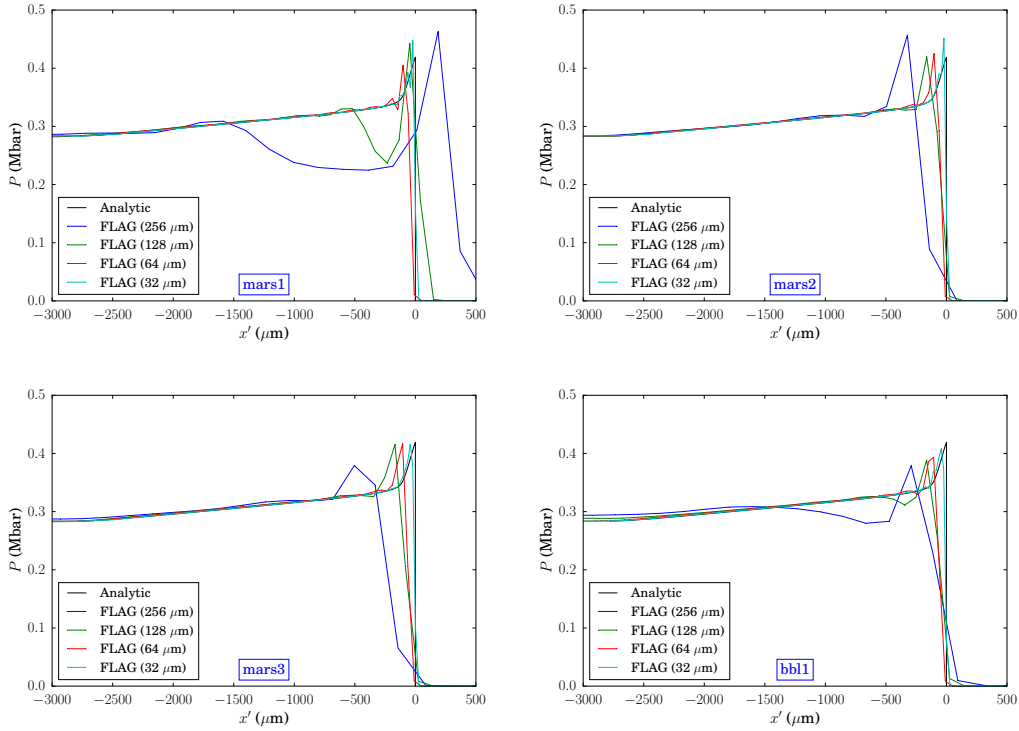 0.5
0.4
0.3
0.2
0.1
0.0
P (Mbar)
Analytic
FLAG (256 μm)
FLAG (128 μm)
FLAG (64 μm)
FLAG (32 μm)
mars1
−3000 −2500 −2000 −1500 −1000 −500 0 500
x′ (μm)
0.5
0.4
0.3
0.2
0.1
0.0
P (Mbar)
Analytic
FLAG (256 μm)
FLAG (128 μm)
FLAG (64 μm)
FLAG (32 μm)
mars2
−3000 −2500 −2000 −1500 −1000 −500 0 500
x′ (μm)
0.5
0.4
0.3
0.2
0.1
0.0
P (Mbar)
Analytic
FLAG (256 μm)
FLAG (128 μm)
FLAG (64 μm)
FLAG (32 μm)
mars3
−3000 −2500 −2000 −1500 −1000 −500 0 500
x′ (μm)
0.5
0.4
0.3
0.2
0.1
0.0
P (Mbar)
Analytic
FLAG (256 μm)
FLAG (128 μm)
FLAG (64 μm)
FLAG (32 μm)
bbl1
−3000 −2500 −2000 −1500 −1000 −500 0 500
x′ (μm)